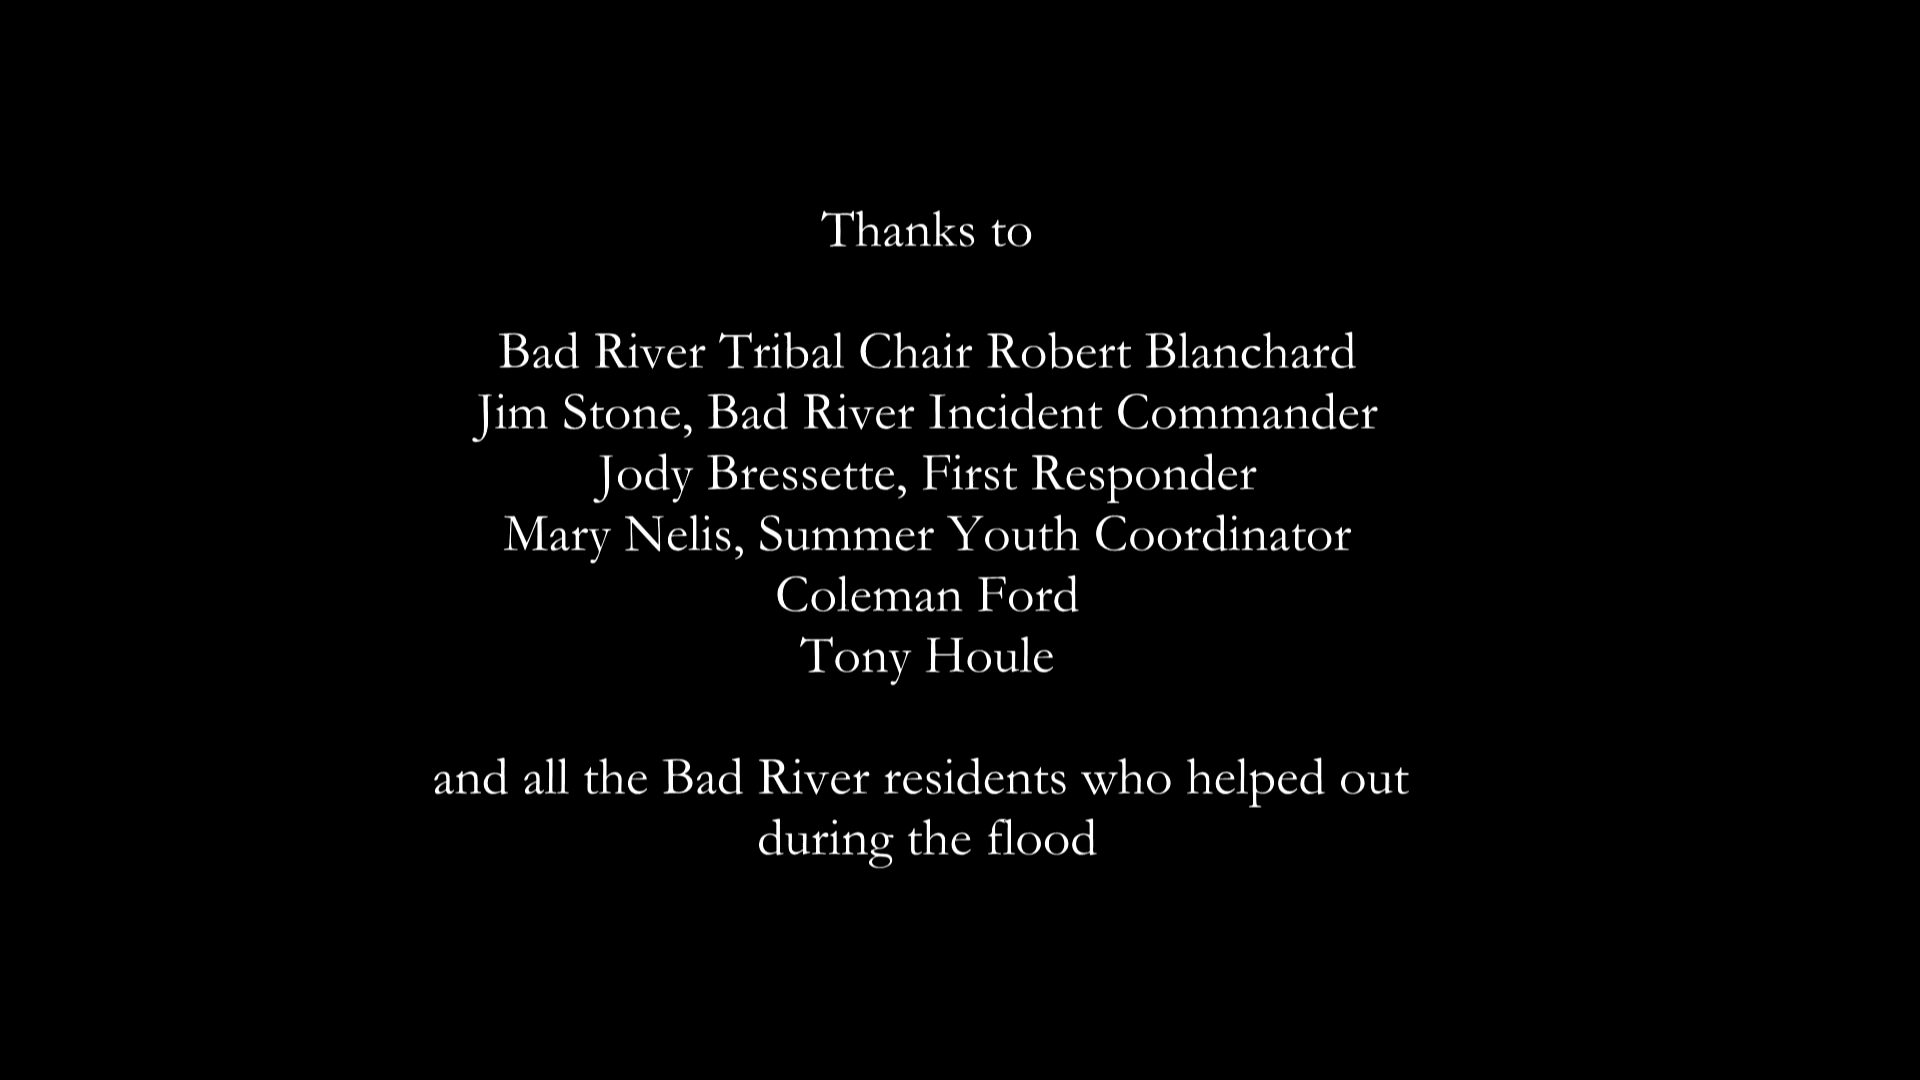 Thanks to
Bad River Tribal Chair Robert Blanchard
Jim Stone, Bad River Incident Commander
Jody Bressette, First Responder
Mary Nelis, Summer Youth Coordinator
Coleman Ford
Tony Houle
and all the Bad River residents who helped out
during the flood